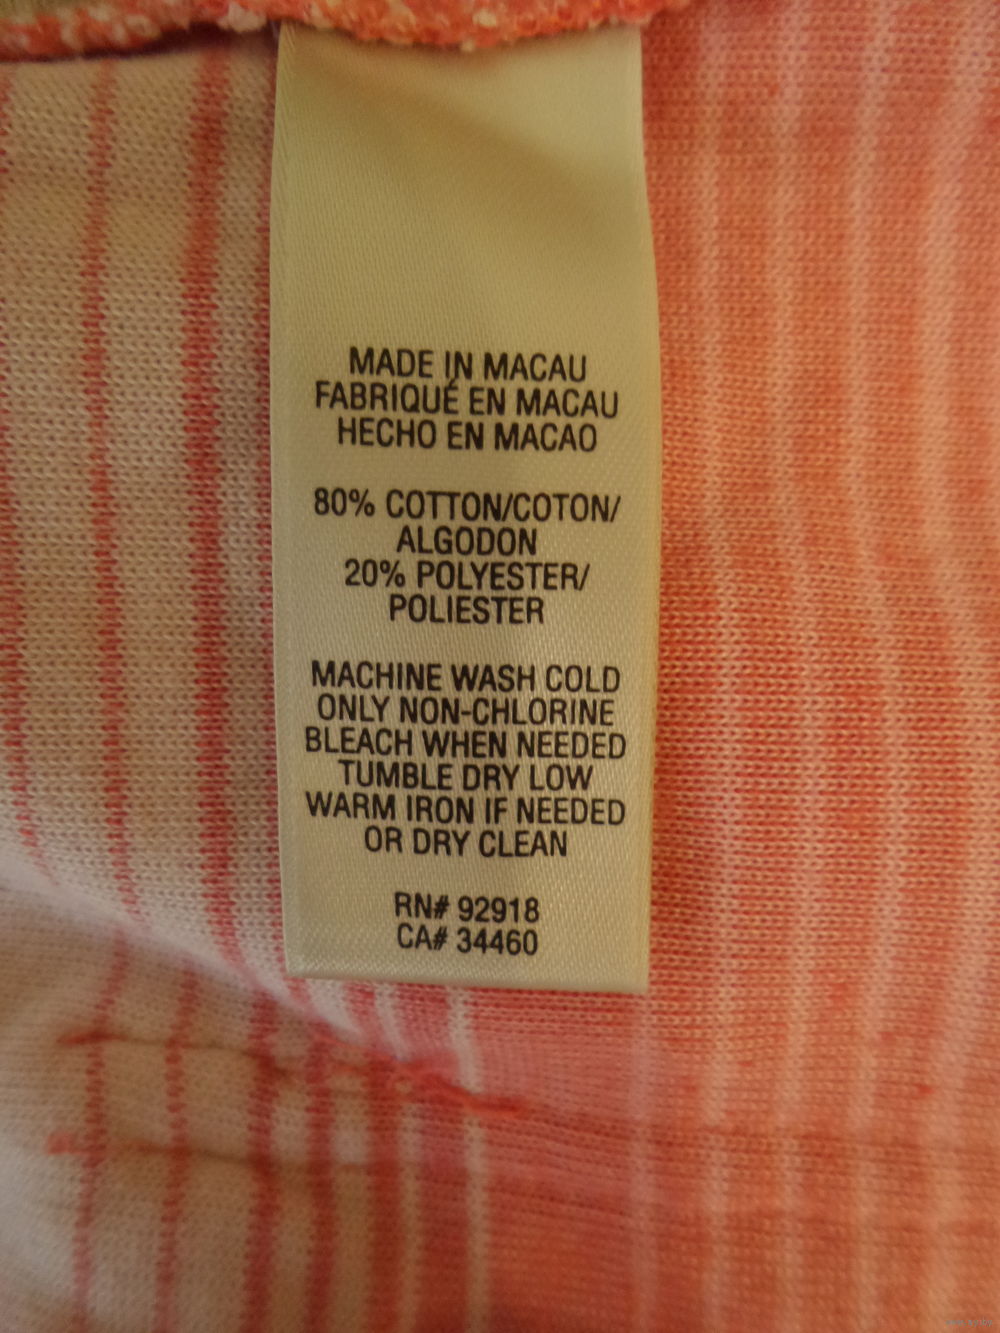 MADE IN MACAU
FABRIQUÉ EN MACAU
HECHO EN MACAO
80% COTTON/COTON/
ALGODON
20% POLYESTER/
POLIESTER
MACHINE WASH COLD
ONLY NON-CHLORINE
BLEACH WHEN NEEDED
TUMBLE DRY LOW
WARM IRON IF NEEDED
OR DRY CLEAN
RN# 92918
CA# 34460